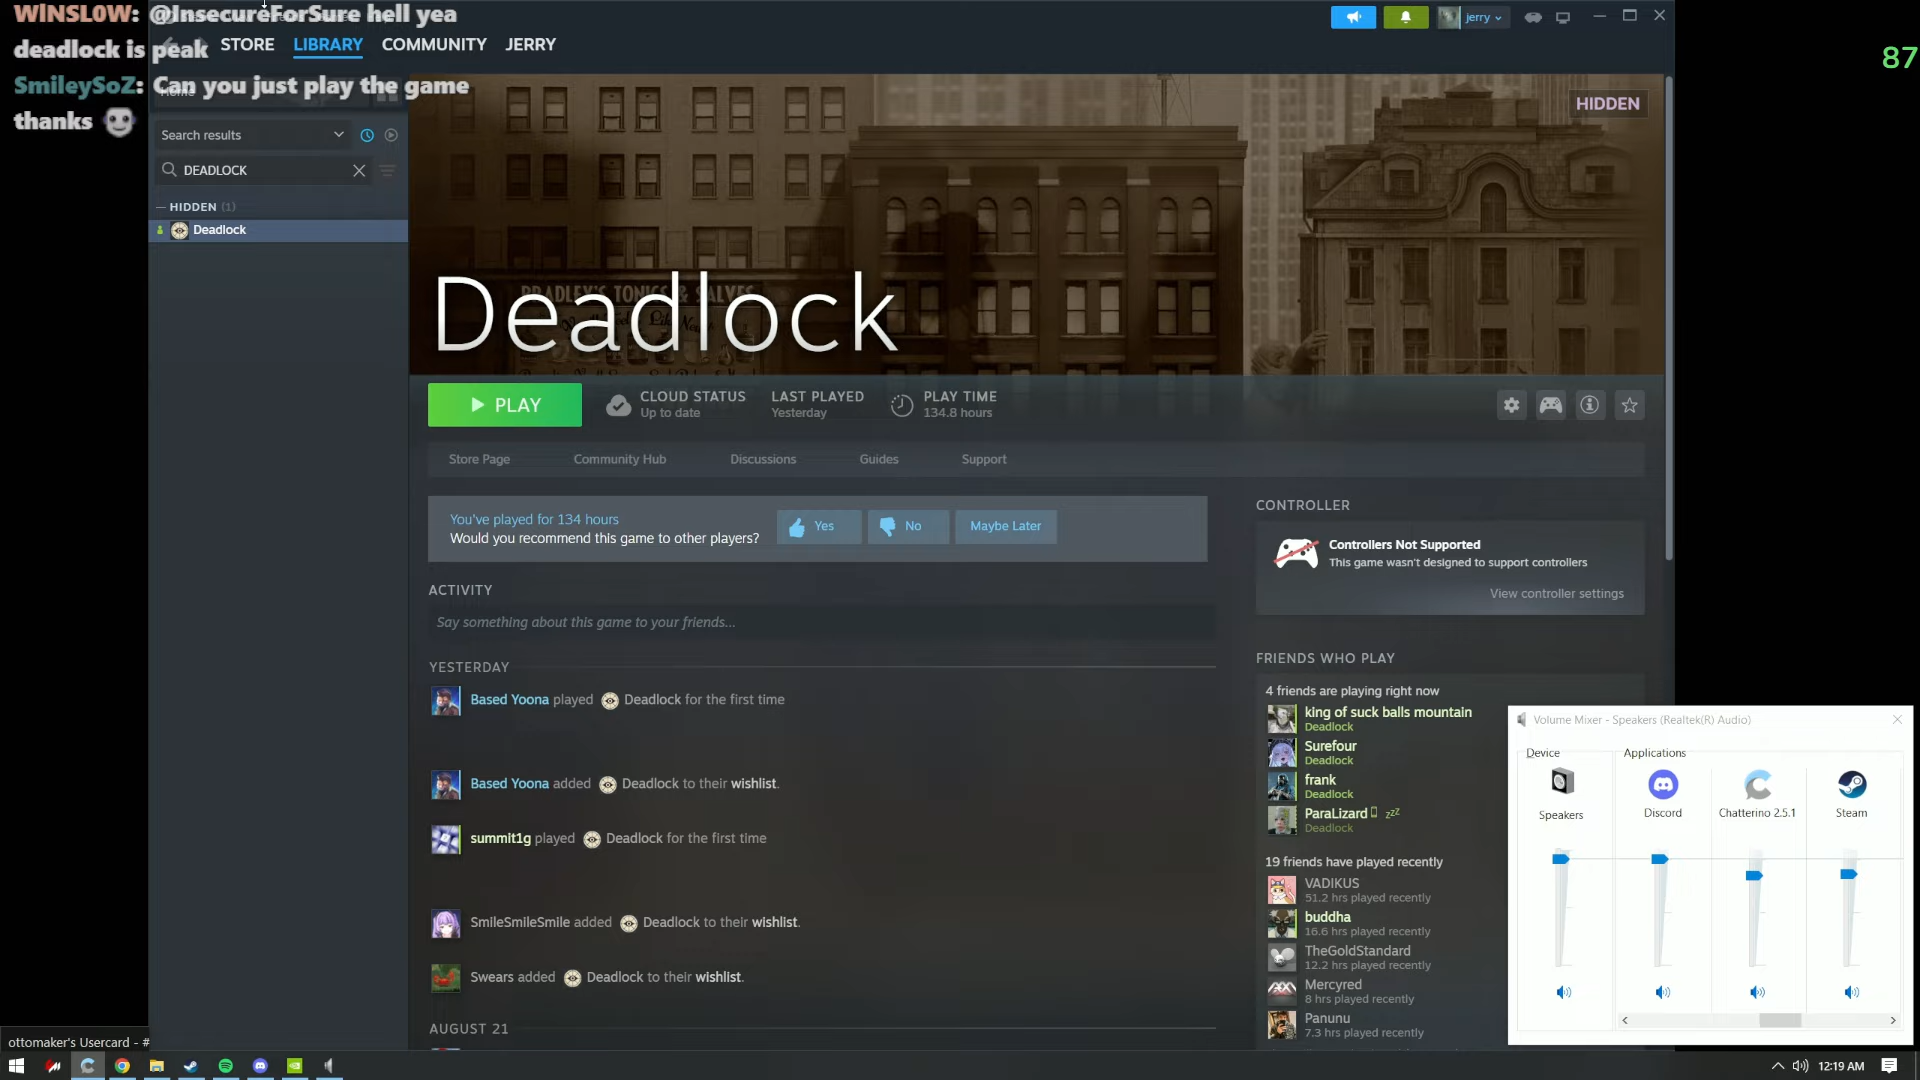 WlNSL0W: @InsecureForSure hell yea
deadlock is peak
SmileySoZ: Can you just play the game
thanks
87
jerry
STORE
LIBRARY
COMMUNITY
JERRY
Home
HIDDEN
Search results
DEADLOCK
— HIDDEN (1)
Deadlock
BRADLEY'S TONICS & SALVES
Deadlock
PLAY
CLOUD STATUS
Up to date
LAST PLAYED
Yesterday
PLAY TIME
134.8 hours
Store Page
Community Hub
Discussions
Guides
Support
You've played for 134 hours
Would you recommend this game to other players?
Yes
No
Maybe Later
CONTROLLER
Controllers Not Supported
This game wasn't designed to support controllers
View controller settings
ACTIVITY
Say something about this game to your friends...
YESTERDAY
Based Yoona played Deadlock for the first time
Based Yoona added Deadlock to their wishlist.
summit1g played Deadlock for the first time
SmileSmileSmile added Deadlock to their wishlist.
Swears added Deadlock to their wishlist.
AUGUST 21
FRIENDS WHO PLAY
4 friends are playing right now
king of suck balls mountain
Deadlock
Surefour
Deadlock
frank
Deadlock
ParaLizard zzz
Deadlock
19 friends have played recently
VADIKUS
51.2 hrs played recently
buddha
16.6 hrs played recently
TheGoldStandard
12.2 hrs played recently
Mercyred
8 hrs played recently
Panunu
7.3 hrs played recently
Volume Mixer - Speakers (Realtek(R) Audio)
Device
Applications
Speakers
Discord
Chatterino 2.5.1
Steam
ottomaker's Usercard - #
12:19 AM